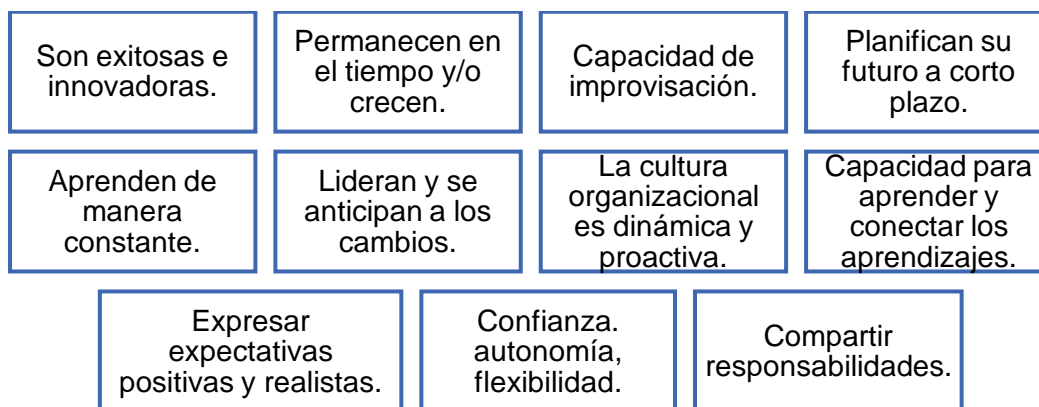 Son exitosas e
innovadoras.
Permanecen en
el tiempo y/o
crecen.
Capacidad de
improvisación.
Planifican su
futuro a corto
plazo.
Aprenden de
manera
constante.
Lideran y se
anticipan a los
cambios.
La cultura
organizacional
es dinámica y
proactiva.
Capacidad para
aprender y
conectar los
aprendizajes.
Expresar
expectativas
positivas y realistas.
Confianza.
autonomía,
flexibilidad.
Compartir
responsabilidades.